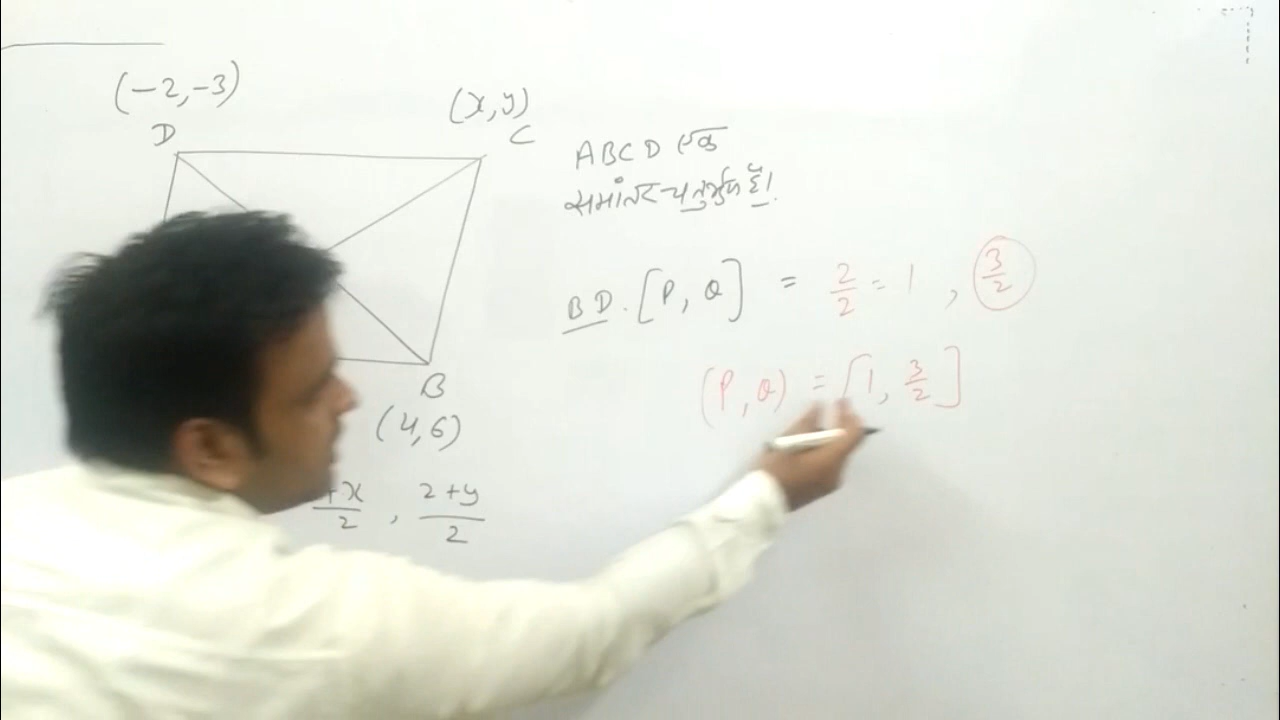 (-2,-3)
D
(x,y)
C
ABCD एक
समांतर चतुर्भुज है।
BD. [P, Q] = 2/2 = 1 , 3/2
(P, Q) = [1, 3/2]
B
(4,6)
+x/2 , 2+y/2